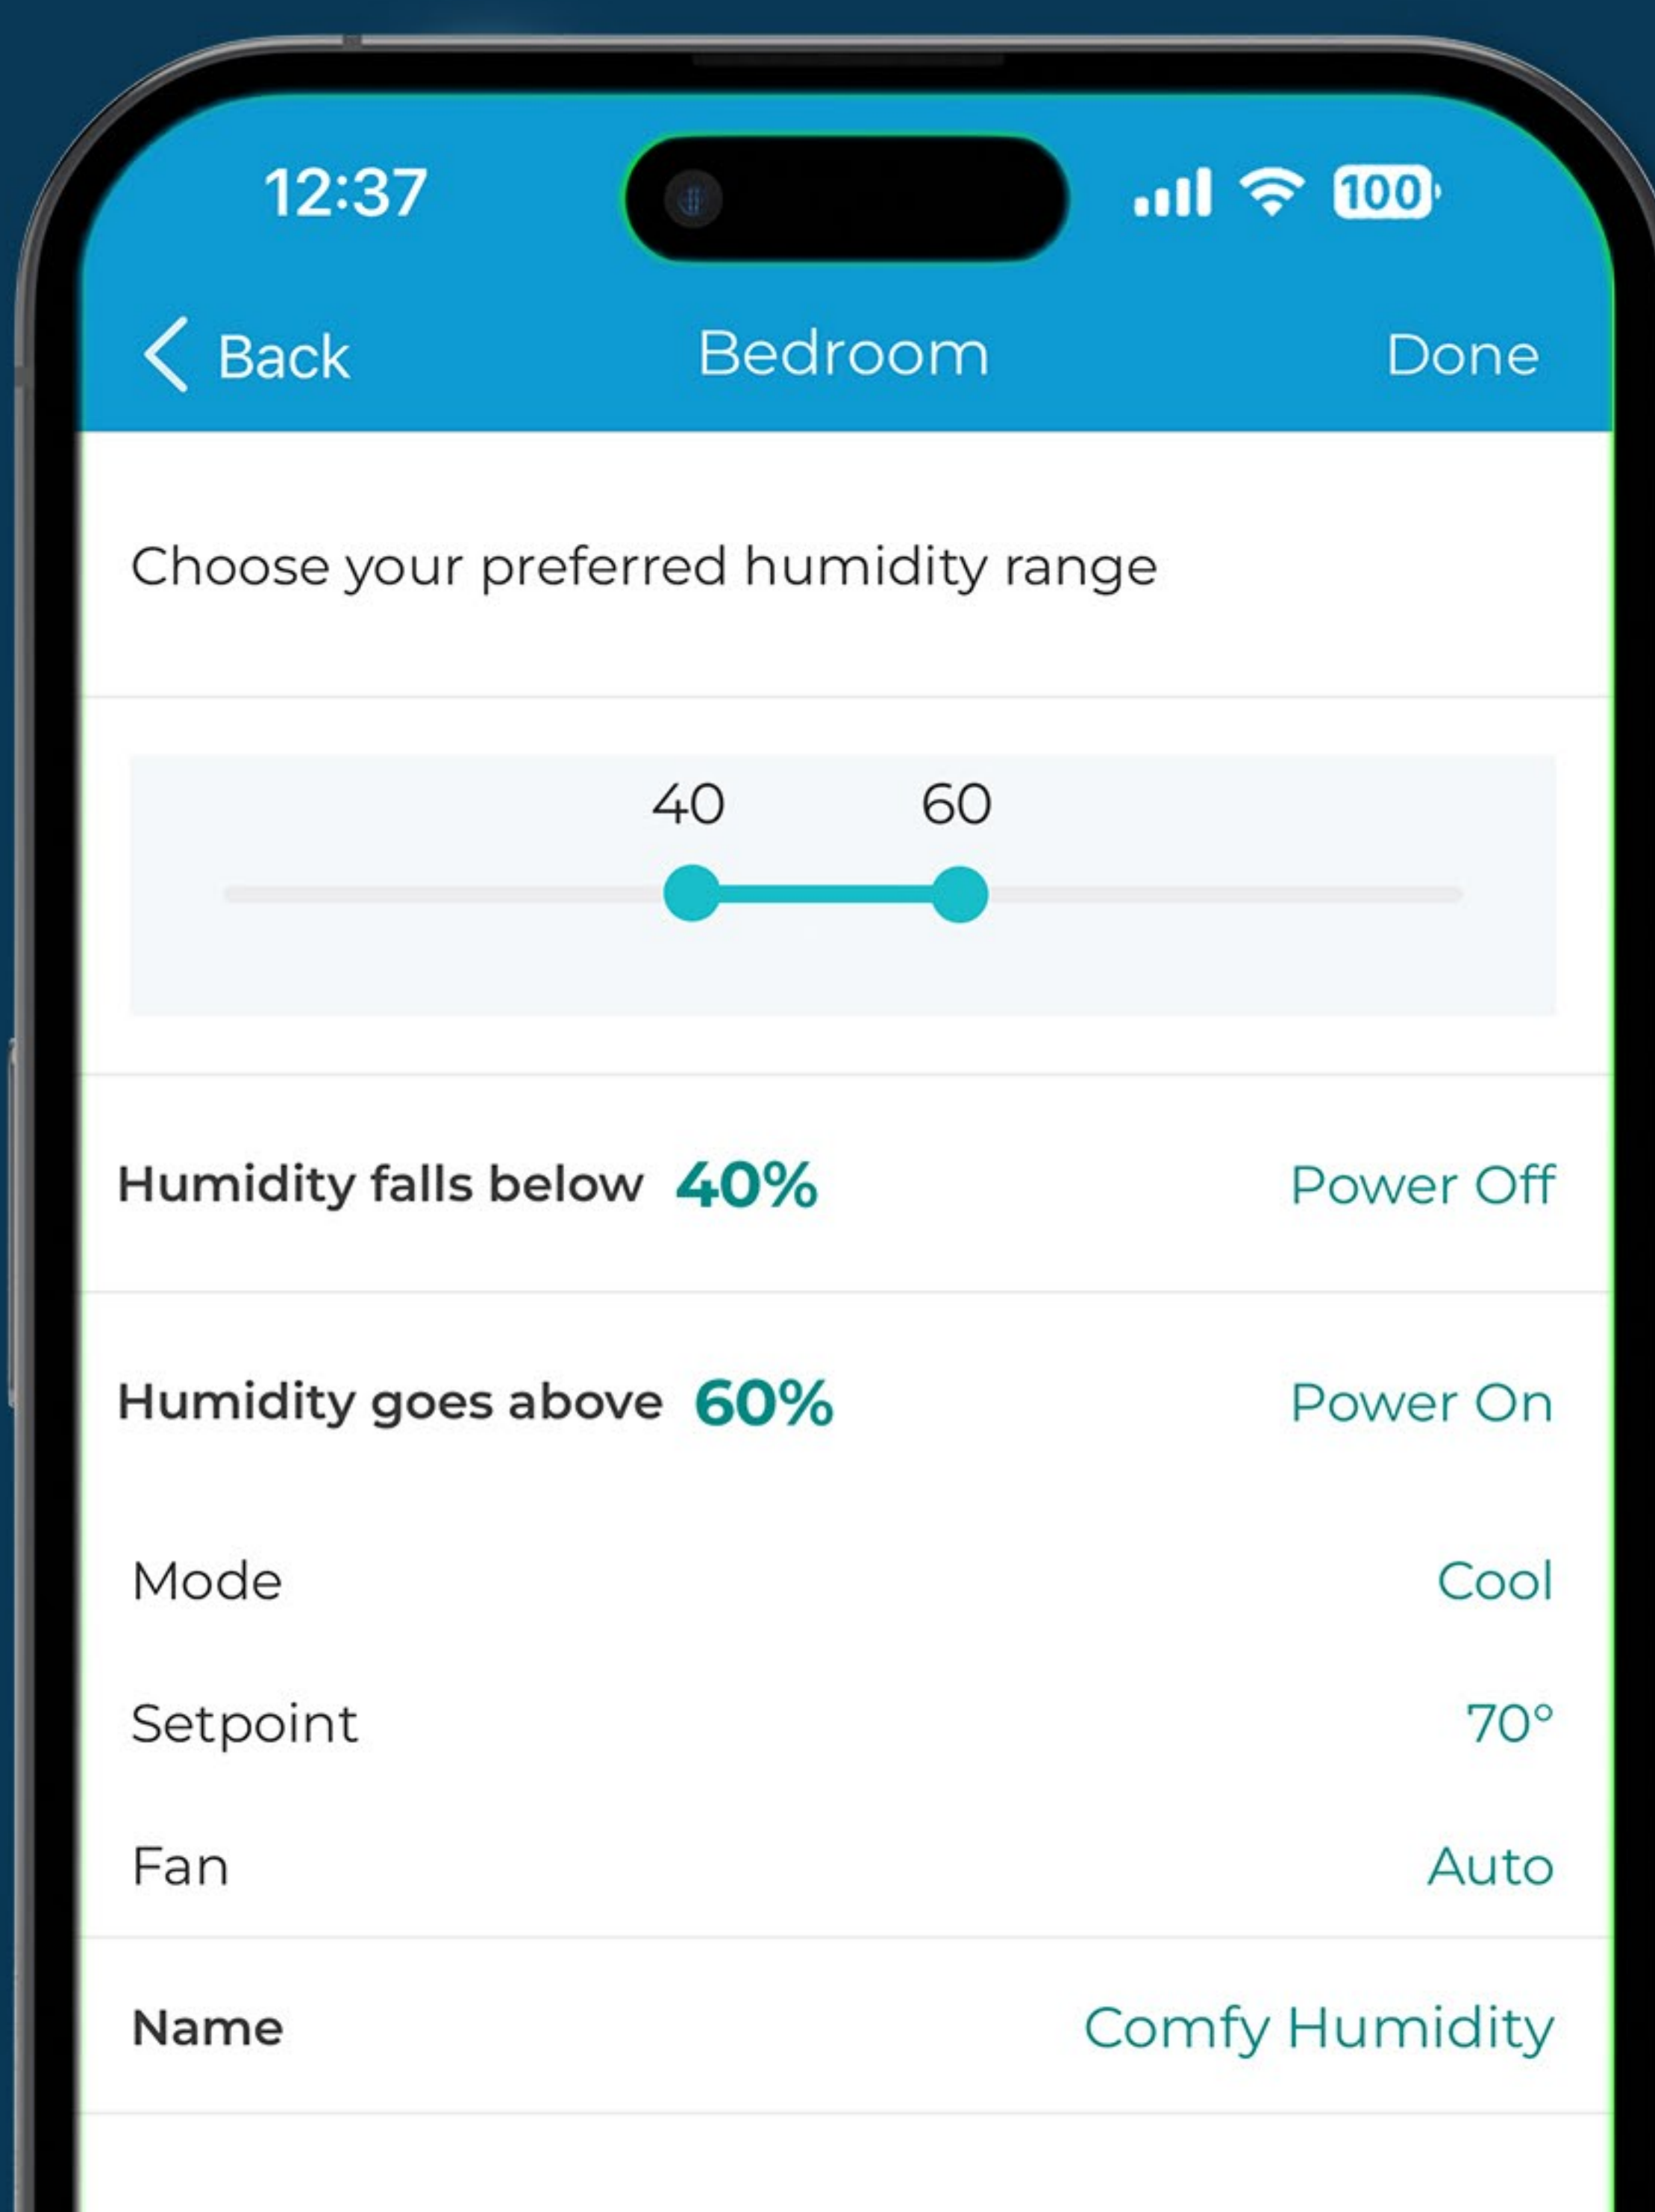 12:37 100
Back Bedroom Done
Choose your preferred humidity range
40 60
Humidity falls below 40% Power Off
Humidity goes above 60% Power On
Mode Cool
Setpoint 70°
Fan Auto
Name Comfy Humidity